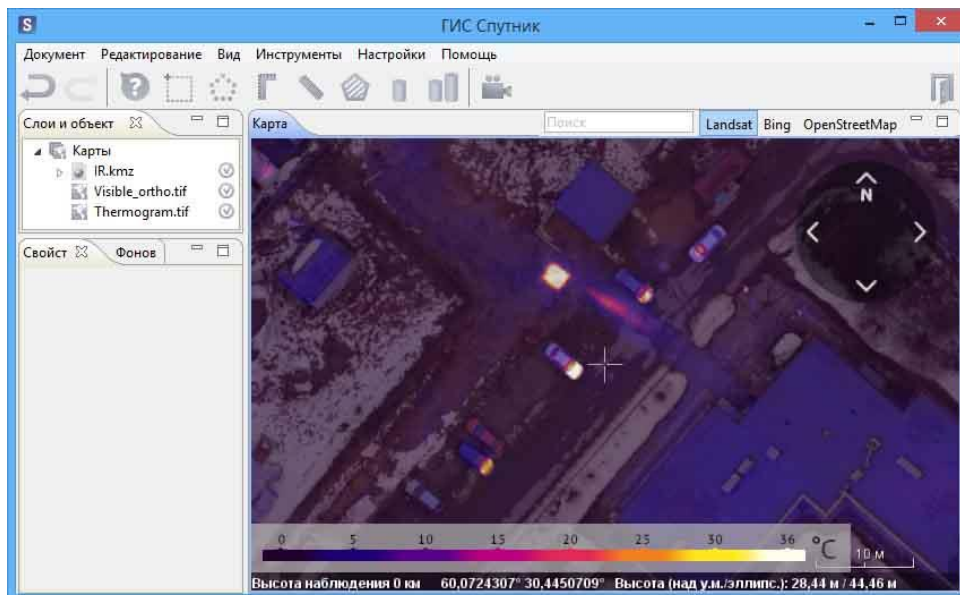 S ГИС Спутник
Документ Редактирование Вид Инструменты Настройки Помощь
Слои и объект
Карта Поиск Landsat Bing OpenStreetMap
Карты
IR.kmz
Visible_ortho.tif
Thermogram.tif
Свойст Фонов
N
0 5 10 15 20 25 30 36 °C
10 м
Высота наблюдения 0 км 60,0724307° 30,4450709° Высота (над у.м./эллипс.): 28,44 м / 44,46 м